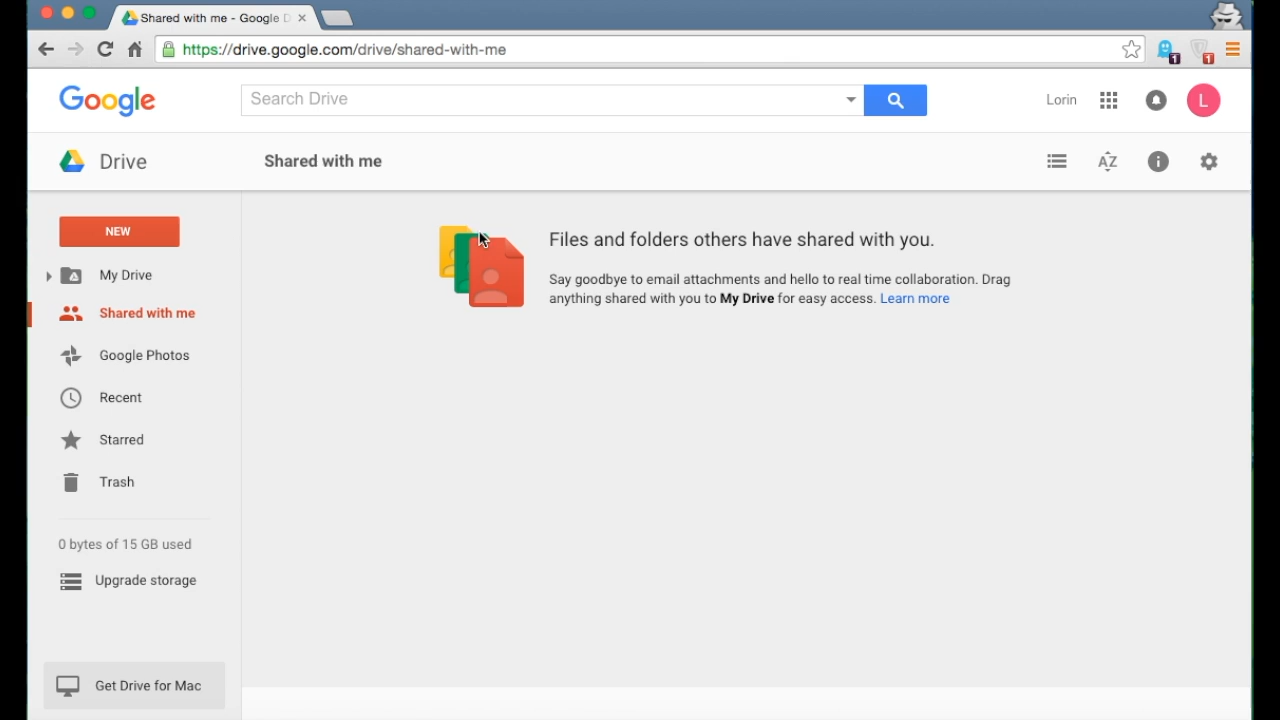 Shared with me - Google D
https://drive.google.com/drive/shared-with-me
1
1
Google
Search Drive
Lorin
L
Drive
Shared with me
AZ
NEW
My Drive
Shared with me
Google Photos
Recent
Starred
Trash
0 bytes of 15 GB used
Upgrade storage
Get Drive for Mac
Files and folders others have shared with you.
Say goodbye to email attachments and hello to real time collaboration. Drag
anything shared with you to My Drive for easy access. Learn more